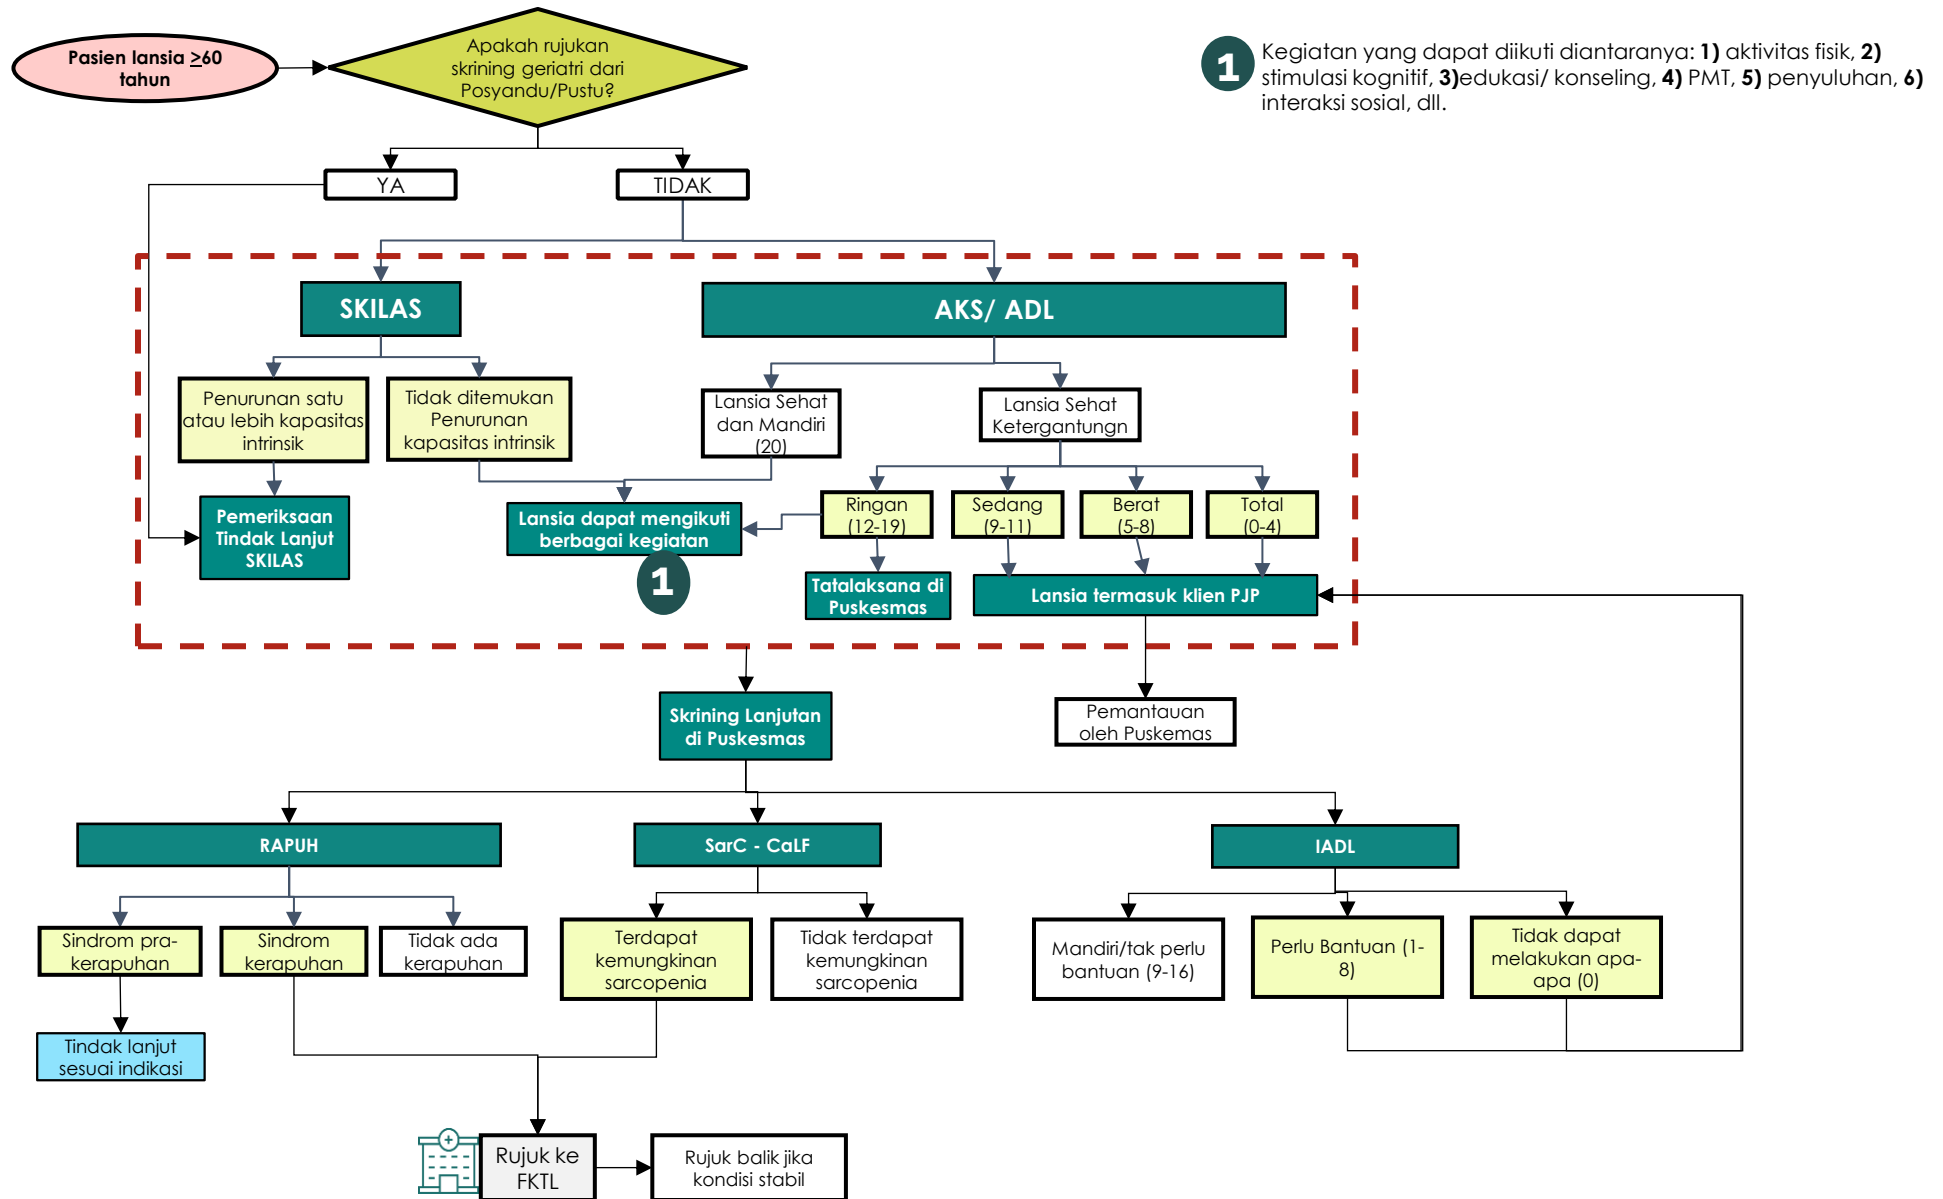 Pasien lansia ≥60
tahun
Apakah rujukan
skrining geriatri dari
Posyandu/Pustu?
1
Kegiatan yang dapat diikuti diantaranya: 1) aktivitas fisik, 2)
stimulasi kognitif, 3)edukasi/ konseling, 4) PMT, 5) penyuluhan, 6)
interaksi sosial, dll.
YA
TIDAK
SKILAS
AKS/ ADL
Penurunan satu
atau lebih kapasitas
intrinsik
Tidak ditemukan
Penurunan
kapasitas intrinsik
Lansia Sehat
dan Mandiri
(20)
Lansia Sehat
Ketergantungn
Pemeriksaan
Tindak Lanjut
SKILAS
Lansia dapat mengikuti
berbagai kegiatan
1
Ringan
(12-19)
Sedang
(9-11)
Berat
(5-8)
Total
(0-4)
Tatalaksana di
Puskesmas
Lansia termasuk klien PJP
Skrining Lanjutan
di Puskesmas
Pemantauan
oleh Puskemas
RAPUH
SarC - CaLF
IADL
Sindrom pra-
kerapuhan
Sindrom
kerapuhan
Tidak ada
kerapuhan
Terdapat
kemungkinan
sarcopenia
Tidak terdapat
kemungkinan
sarcopenia
Mandiri/tak perlu
bantuan (9-16)
Perlu Bantuan (1-
8)
Tidak dapat
melakukan apa-
apa (0)
Tindak lanjut
sesuai indikasi
Rujuk ke
FKTL
Rujuk balik jika
kondisi stabil